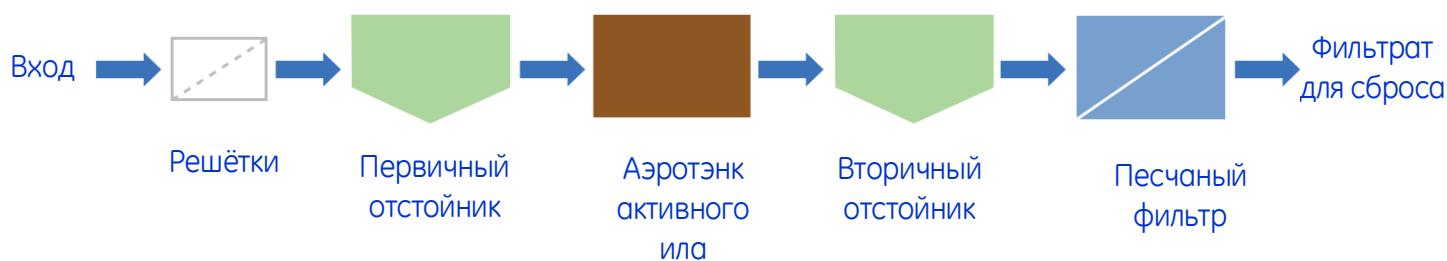 Вход
Решётки
Первичный
отстойник
Аэротэнк
активного
ила
Вторичный
отстойник
Песчаный
фильтр
Фильтрат
для сброса